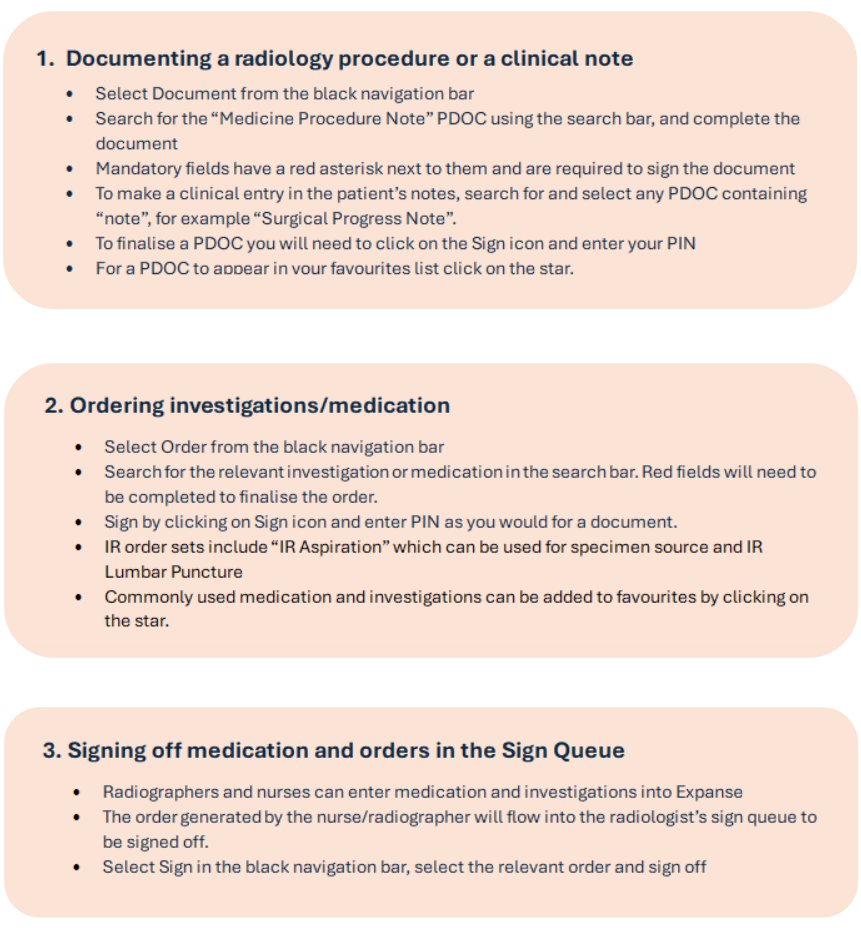 1. Documenting a radiology procedure or a clinical note
• Select Document from the black navigation bar
• Search for the “Medicine Procedure Note” PDOC using the search bar, and complete the
document
• Mandatory fields have a red asterisk next to them and are required to sign the document
• To make a clinical entry in the patient’s notes, search for and select any PDOC containing
“note”, for example “Surgical Progress Note”.
• To finalise a PDOC you will need to click on the Sign icon and enter your PIN
• For a PDOC to appear in your favourites list click on the star.
2. Ordering investigations/medication
• Select Order from the black navigation bar
• Search for the relevant investigation or medication in the search bar. Red fields will need to
be completed to finalise the order.
• Sign by clicking on Sign icon and enter PIN as you would for a document.
• IR order sets include “IR Aspiration” which can be used for specimen source and IR
Lumbar Puncture
• Commonly used medication and investigations can be added to favourites by clicking on
the star.
3. Signing off medication and orders in the Sign Queue
• Radiographers and nurses can enter medication and investigations into Expanse
• The order generated by the nurse/radiographer will flow into the radiologist’s sign queue to
be signed off.
• Select Sign in the black navigation bar, select the relevant order and sign off